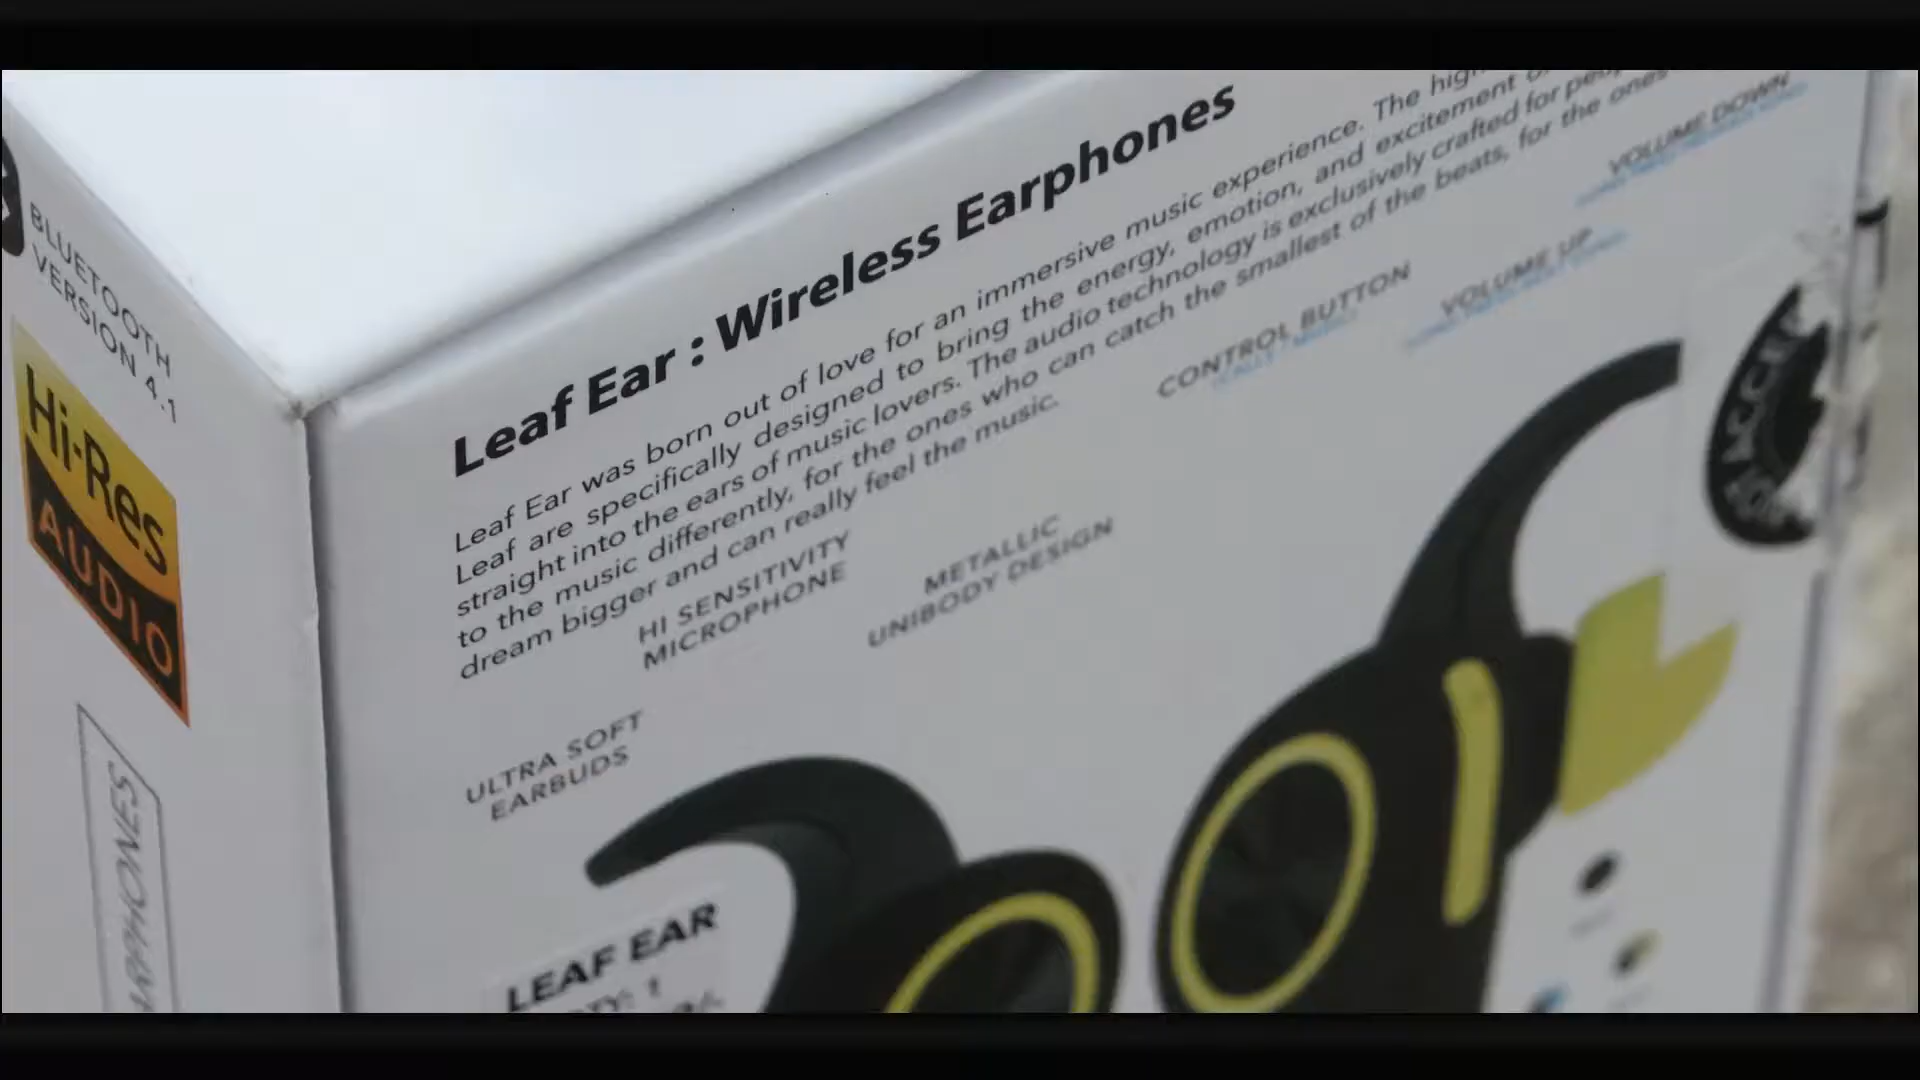 BLUETOOTH
VERSION 4.1
Hi-Res
AUDIO
Leaf Ear : Wireless Earphones
Leaf Ear was born out of love for an immersive music experience. The
Leaf are specifically designed to bring the energy, emotion, and excitement
straight into the ears of music lovers. The audio technology is exclusively crafted for
to the music differently, for the ones who can catch the smallest of the beats, for the ones
dream bigger and can really feel the music.
VOLUME DOWN
VOLUME UP
CONTROL BUTTON
HI SENSITIVITY
MICROPHONE
METALLIC
UNIBODY DESIGN
ULTRA SOFT
EARBUDS
LEAF EAR